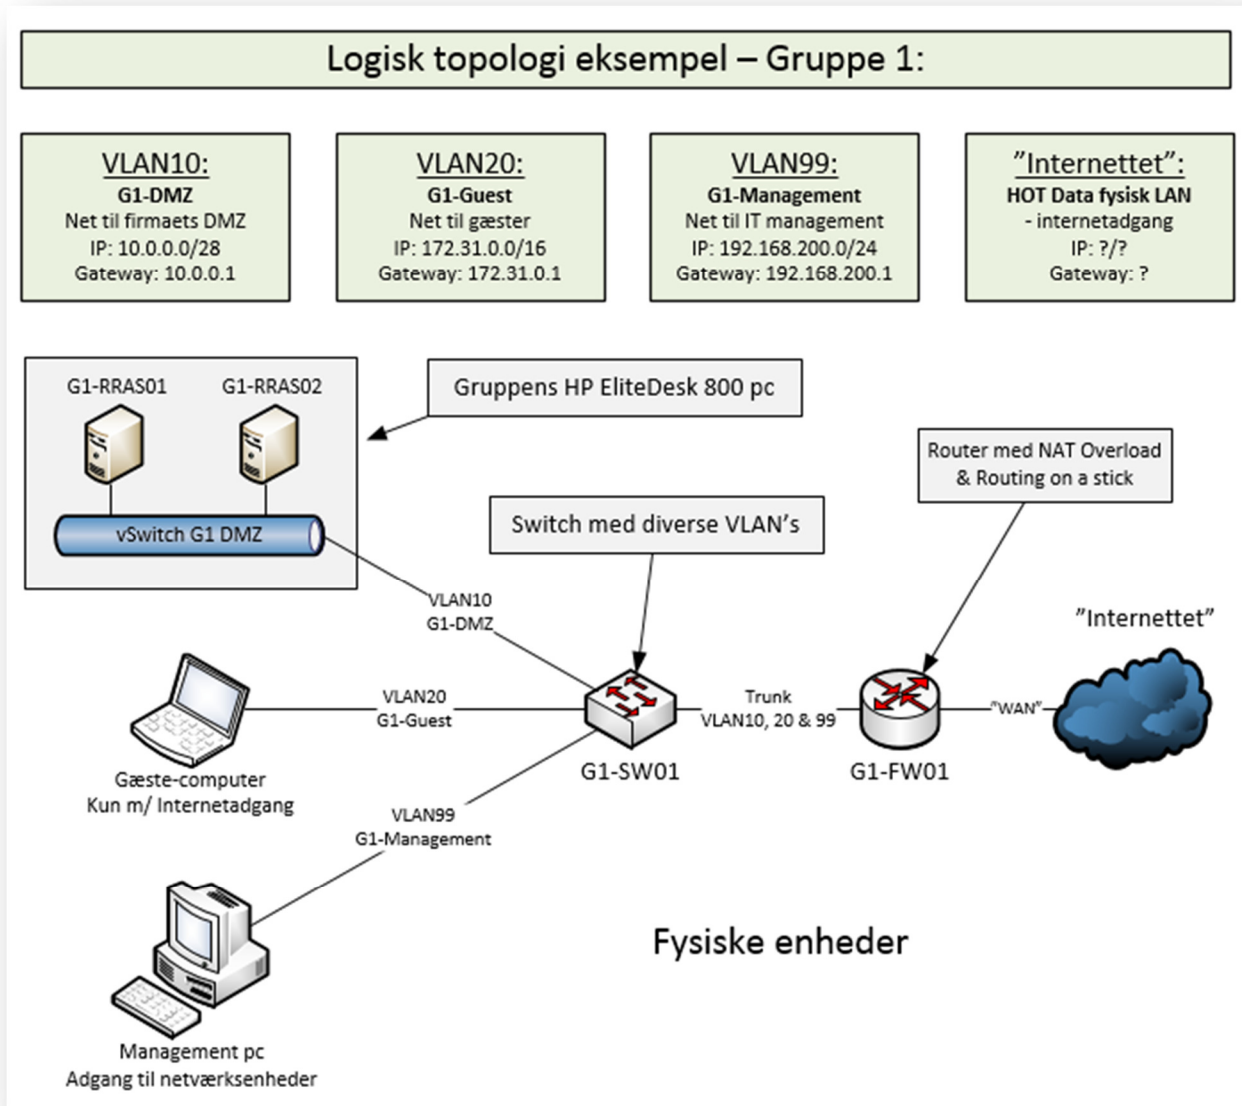 Logisk topologi eksempel – Gruppe 1:
VLAN10:
G1-DMZ
Net til firmaets DMZ
IP: 10.0.0.0/28
Gateway: 10.0.0.1
VLAN20:
G1-Guest
Net til gæster
IP: 172.31.0.0/16
Gateway: 172.31.0.1
VLAN99:
G1-Management
Net til IT management
IP: 192.168.200.0/24
Gateway: 192.168.200.1
”Internettet”:
HOT Data fysisk LAN
- internetadgang
IP: ?/?
Gateway: ?
G1-RRAS01
G1-RRAS02
vSwitch G1 DMZ
Gruppens HP EliteDesk 800 pc
Switch med diverse VLAN’s
Router med NAT Overload
& Routing on a stick
VLAN10
G1-DMZ
”Internettet”
VLAN20
G1-Guest
Trunk
VLAN10, 20 & 99
”WAN”
G1-SW01
G1-FW01
Gæste-computer
Kun m/ Internetadgang
VLAN99
G1-Management
Fysiske enheder
Management pc
Adgang til netværksenheder